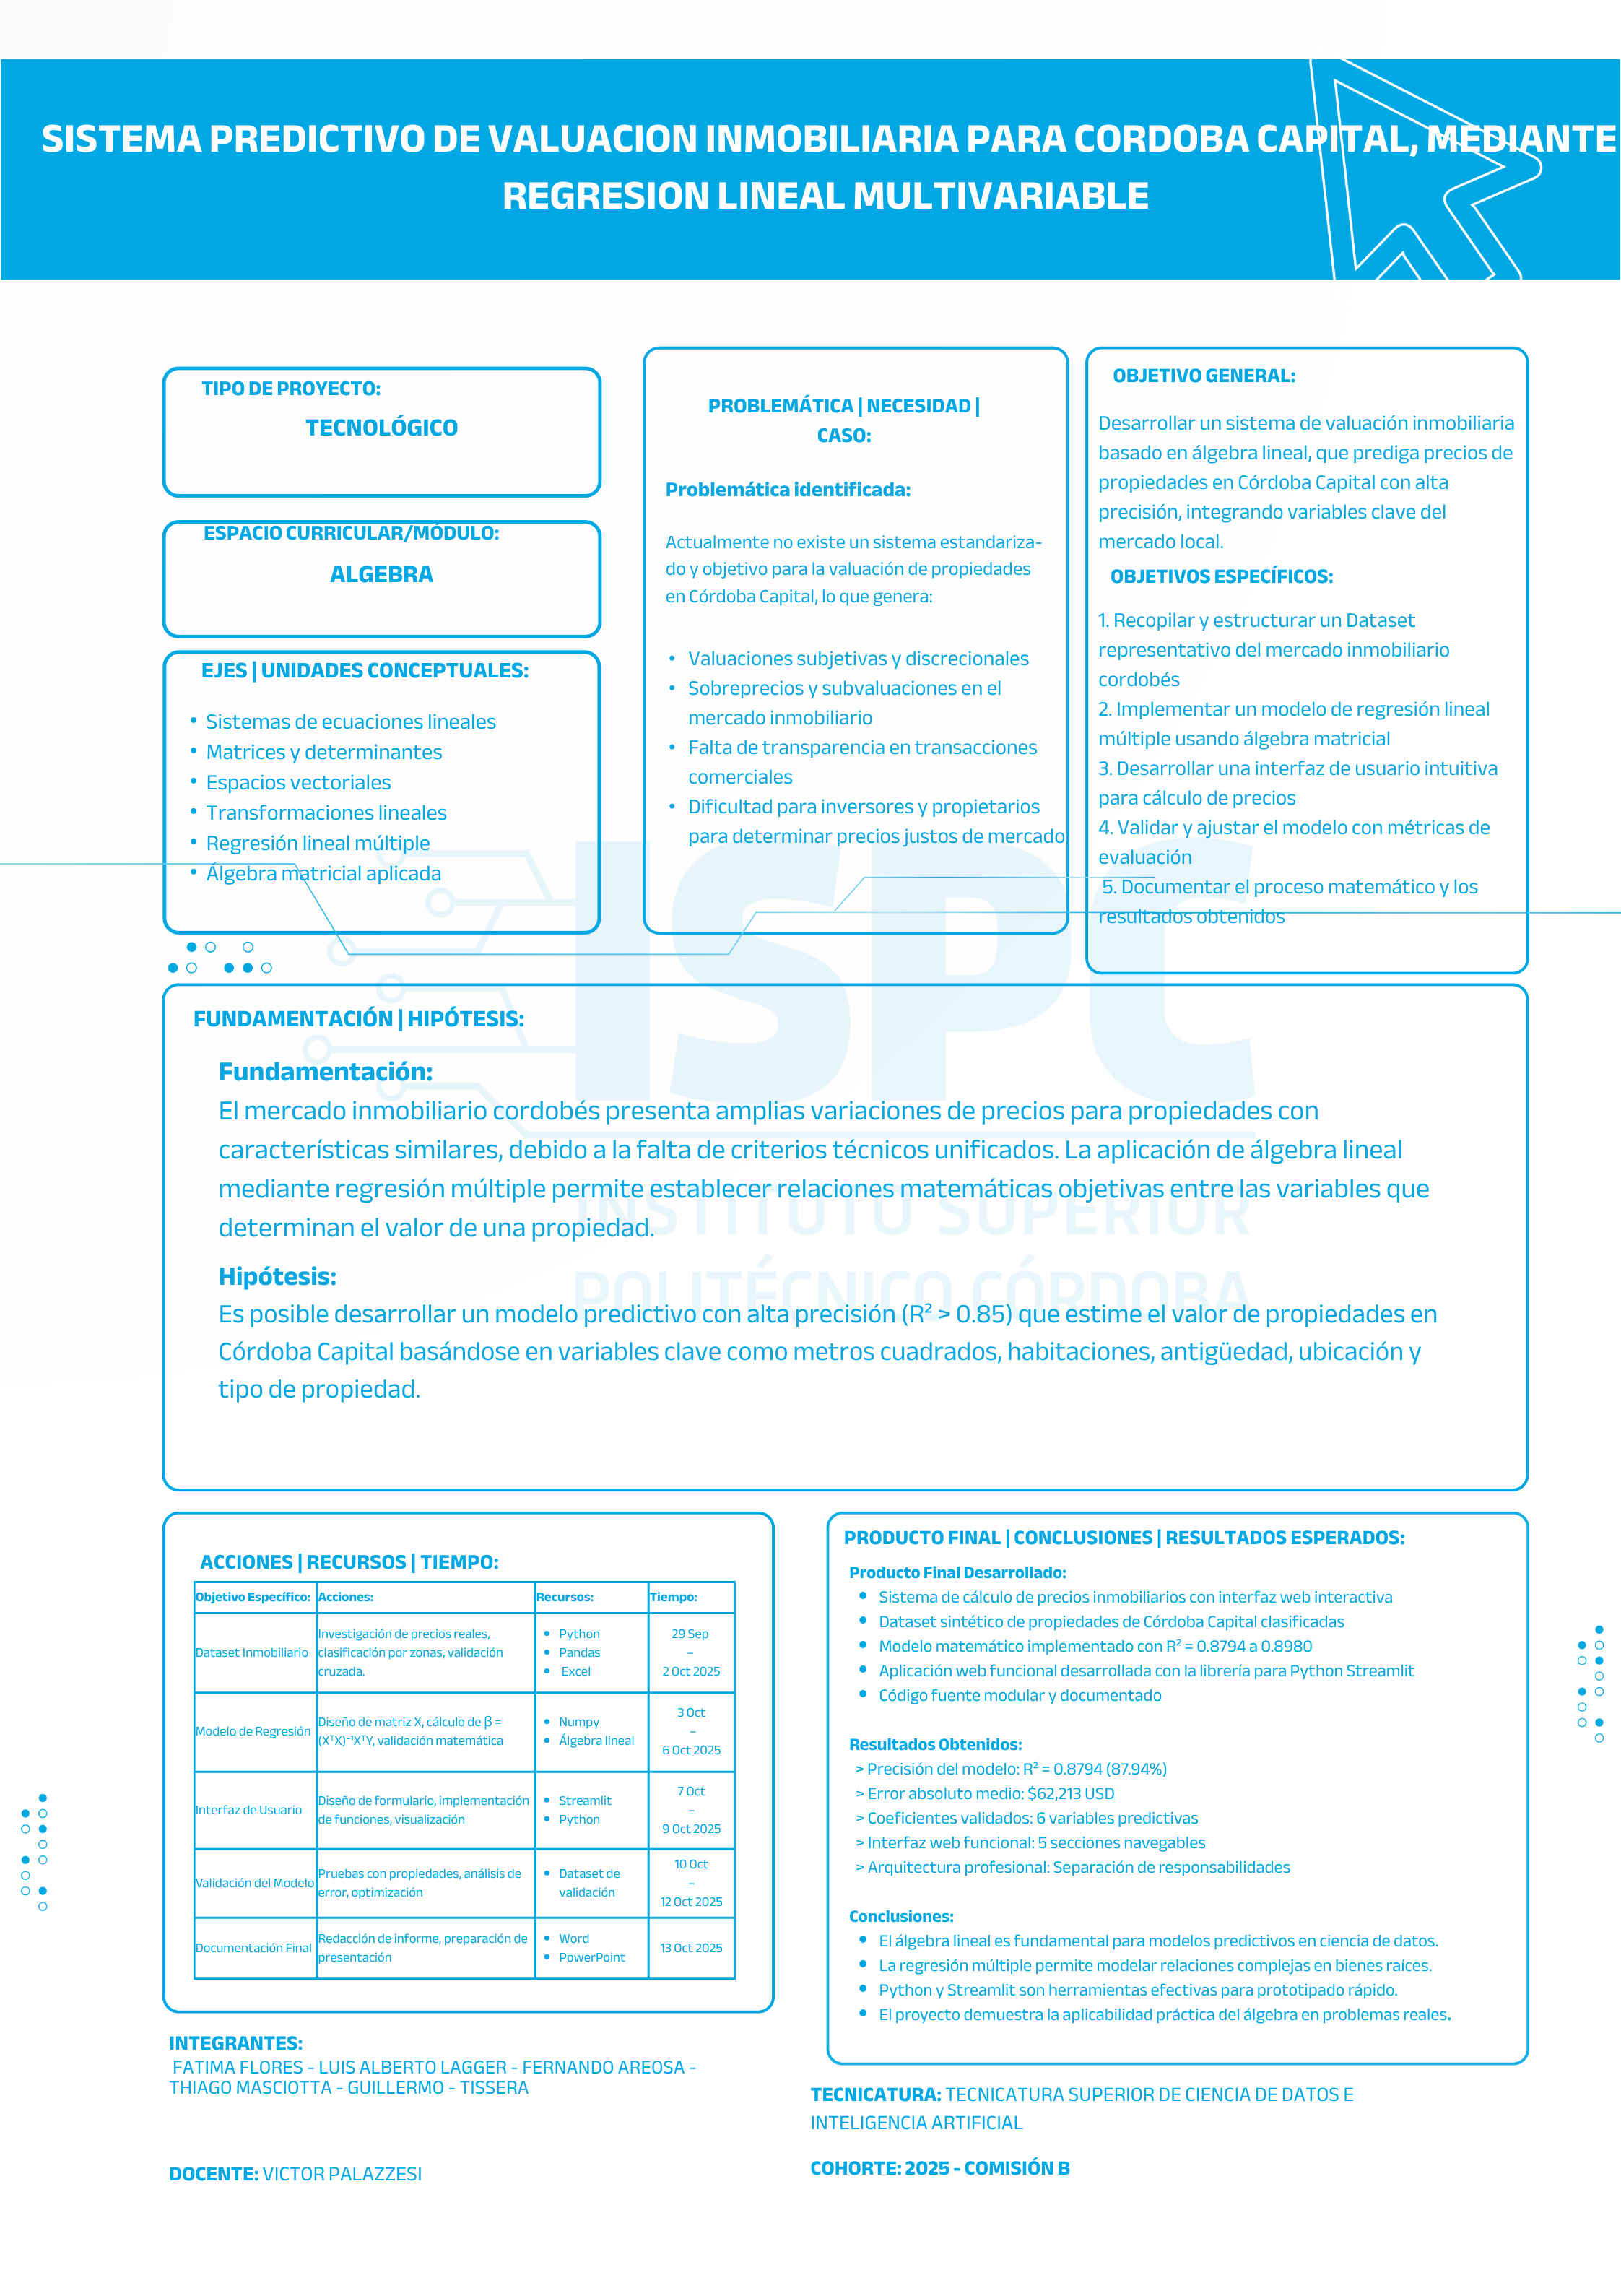 SISTEMA PREDICTIVO DE VALUACION INMOBILIARIA PARA CORDOBA CAPITAL, MEDIANTE
REGRESION LINEAL MULTIVARIABLE
TIPO DE PROYECTO:
TECNOLÓGICO
ESPACIO CURRICULAR/MÓDULO:
ALGEBRA
EJES | UNIDADES CONCEPTUALES:
• Sistemas de ecuaciones lineales
• Matrices y determinantes
• Espacios vectoriales
• Transformaciones lineales
• Regresión lineal múltiple
• Álgebra matricial aplicada
PROBLEMÁTICA | NECESIDAD |
CASO:
Problemática identificada:
Actualmente no existe un sistema estandariza-
do y objetivo para la valuación de propiedades
en Córdoba Capital, lo que genera:
• Valuaciones subjetivas y discrecionales
• Sobreprecios y subvaluaciones en el
mercado inmobiliario
• Falta de transparencia en transacciones
comerciales
• Dificultad para inversores y propietarios
para determinar precios justos de mercado
OBJETIVO GENERAL:
Desarrollar un sistema de valuación inmobiliaria
basado en álgebra lineal, que prediga precios de
propiedades en Córdoba Capital con alta
precisión, integrando variables clave del
mercado local.
OBJETIVOS ESPECÍFICOS:
1. Recopilar y estructurar un Dataset
representativo del mercado inmobiliario
cordobés
2. Implementar un modelo de regresión lineal
múltiple usando álgebra matricial
3. Desarrollar una interfaz de usuario intuitiva
para cálculo de precios
4. Validar y ajustar el modelo con métricas de
evaluación
5. Documentar el proceso matemático y los
resultados obtenidos
ISPC
INSTITUTO SUPERIOR
POLITÉCNICO CÓRDOBA
FUNDAMENTACIÓN | HIPÓTESIS:
Fundamentación:
El mercado inmobiliario cordobés presenta amplias variaciones de precios para propiedades con
características similares, debido a la falta de criterios técnicos unificados. La aplicación de álgebra lineal
mediante regresión múltiple permite establecer relaciones matemáticas objetivas entre las variables que
determinan el valor de una propiedad.
Hipótesis:
Es posible desarrollar un modelo predictivo con alta precisión (R² > 0.85) que estime el valor de propiedades en
Córdoba Capital basándose en variables clave como metros cuadrados, habitaciones, antigüedad, ubicación y
tipo de propiedad.
ACCIONES | RECURSOS | TIEMPO:
Objetivo Específico: Acciones: Recursos: Tiempo:
Dataset Inmobiliario
Investigación de precios reales,
clasificación por zonas, validación
cruzada.
• Python
• Pandas
• Excel
29 Sep
–
2 Oct 2025
Modelo de Regresión
Diseño de matriz X, cálculo de β =
(XᵀX)⁻¹XᵀY, validación matemática
• Numpy
• Álgebra lineal
3 Oct
–
6 Oct 2025
Interfaz de Usuario
Diseño de formulario, implementación
de funciones, visualización
• Streamlit
• Python
7 Oct
–
9 Oct 2025
Validación del Modelo
Pruebas con propiedades, análisis de
error, optimización
• Dataset de
validación
10 Oct
–
12 Oct 2025
Documentación Final
Redacción de informe, preparación de
presentación
• Word
• PowerPoint
13 Oct 2025
PRODUCTO FINAL | CONCLUSIONES | RESULTADOS ESPERADOS:
Producto Final Desarrollado:
• Sistema de cálculo de precios inmobiliarios con interfaz web interactiva
• Dataset sintético de propiedades de Córdoba Capital clasificadas
• Modelo matemático implementado con R² = 0.8794 a 0.8980
• Aplicación web funcional desarrollada con la librería para Python Streamlit
• Código fuente modular y documentado
Resultados Obtenidos:
> Precisión del modelo: R² = 0.8794 (87.94%)
> Error absoluto medio: $62,213 USD
> Coeficientes validados: 6 variables predictivas
> Interfaz web funcional: 5 secciones navegables
> Arquitectura profesional: Separación de responsabilidades
Conclusiones:
• El álgebra lineal es fundamental para modelos predictivos en ciencia de datos.
• La regresión múltiple permite modelar relaciones complejas en bienes raíces.
• Python y Streamlit son herramientas efectivas para prototipado rápido.
• El proyecto demuestra la aplicabilidad práctica del álgebra en problemas reales.
INTEGRANTES:
FATIMA FLORES - LUIS ALBERTO LAGGER - FERNANDO AREOSA -
THIAGO MASCIOTTA - GUILLERMO - TISSERA
DOCENTE: VICTOR PALAZZESI
TECNICATURA: TECNICATURA SUPERIOR DE CIENCIA DE DATOS E
INTELIGENCIA ARTIFICIAL
COHORTE: 2025 - COMISIÓN B